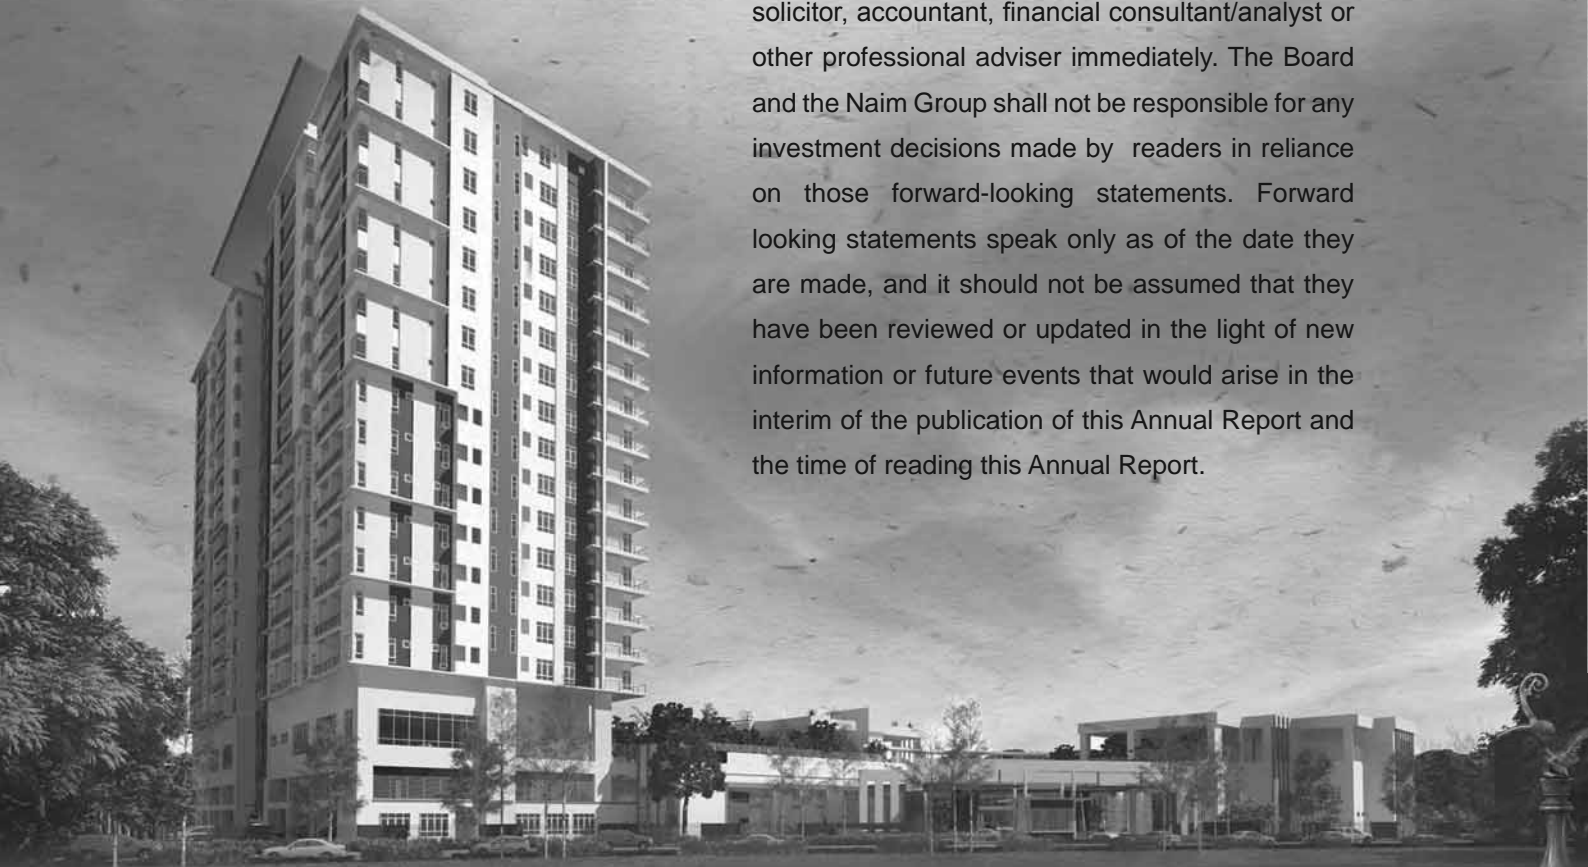 solicitor, accountant, financial consultant/analyst or
other professional adviser immediately. The Board
and the Naim Group shall not be responsible for any
investment decisions made by readers in reliance
on those forward-looking statements. Forward
looking statements speak only as of the date they
are made, and it should not be assumed that they
have been reviewed or updated in the light of new
information or future events that would arise in the
interim of the publication of this Annual Report and
the time of reading this Annual Report.